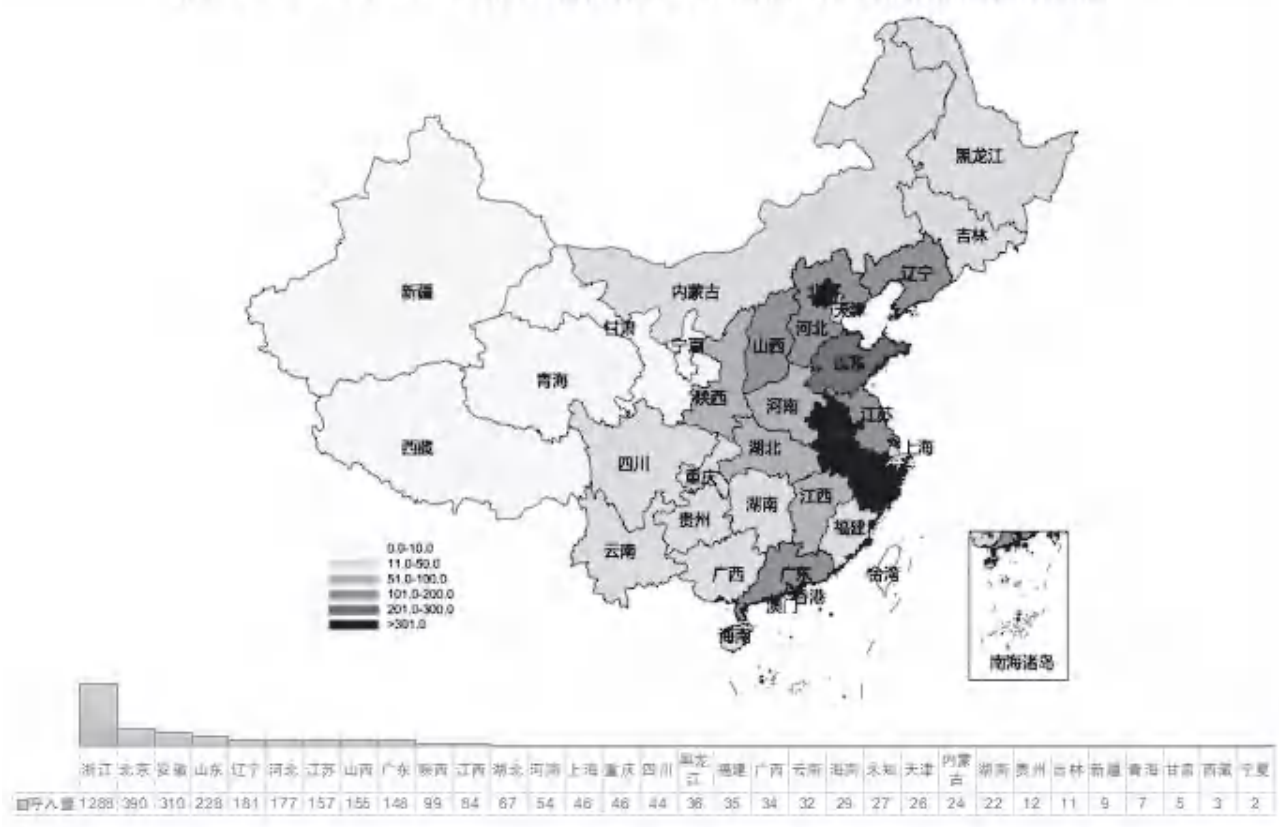 黑龙江
吉林
辽宁
新疆
内蒙古
北京
天津
甘肃
宁夏
山西
河北
山东
青海
陕西
河南
江苏
西藏
四川
湖北
上海
重庆
湖南
江西
贵州
福建
云南
广西
广东
台湾
香港
澳门
海南
南海诸岛
0.0-10.0
11.0-50.0
51.0-100.0
101.0-200.0
201.0-300.0
>301.0
浙江 北京 安徽 山东 辽宁 河北 江苏 山西 广东 陕西 江西 湖北 河南 上海 重庆 四川 黑龙江 福建 广西 云南 海南 未知 天津 内蒙古 湖南 贵州 吉林 新疆 青海 甘肃 西藏 宁夏
呼入量 1288 390 310 228 181 177 157 155 148 99 84 67 54 46 46 44 36 35 34 32 29 27 26 24 22 12 11 9 7 5 3 2